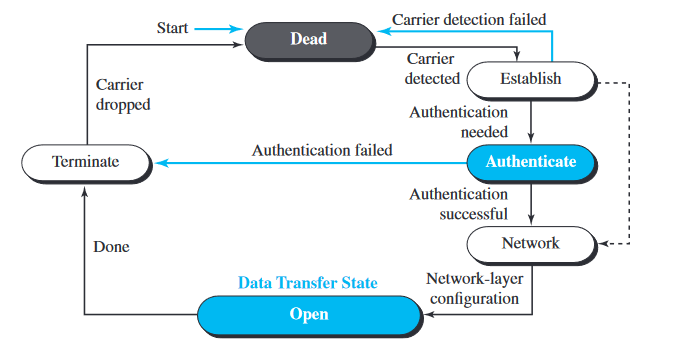 Start
Dead
Carrier detection failed
Carrier
detected
Establish
Carrier
dropped
Authentication
needed
Terminate
Authentication failed
Authenticate
Authentication
successful
Done
Network
Data Transfer State
Open
Network-layer
configuration